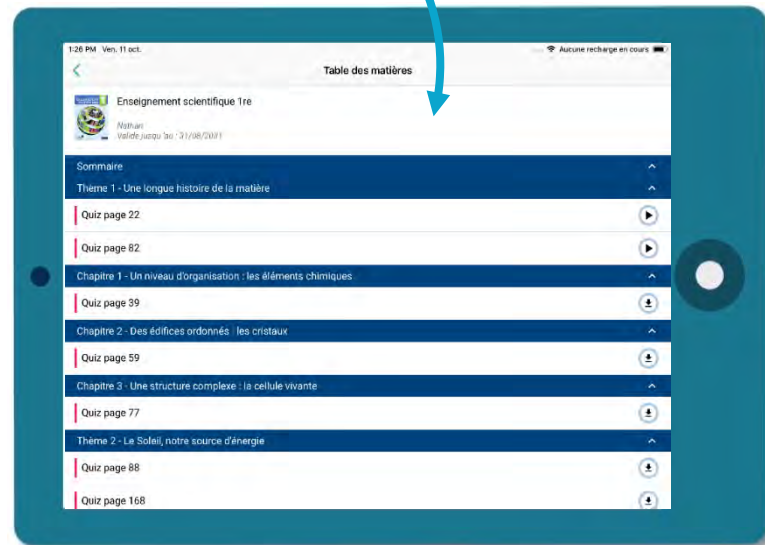 1:26 PM Ven. 11 oct.
Aucune recharge en cours
Table des matières
Enseignement scientifique 1re
Nathan
Valide jusqu'au : 31/08/2091
Sommaire
Thème 1 - Une longue histoire de la matière
Quiz page 22
Quiz page 82
Chapitre 1 - Un niveau d'organisation : les éléments chimiques
Quiz page 39
Chapitre 2 - Des édifices ordonnés : les cristaux
Quiz page 59
Chapitre 3 - Une structure complexe : la cellule vivante
Quiz page 77
Thème 2 - Le Soleil, notre source d'énergie
Quiz page 88
Quiz page 168